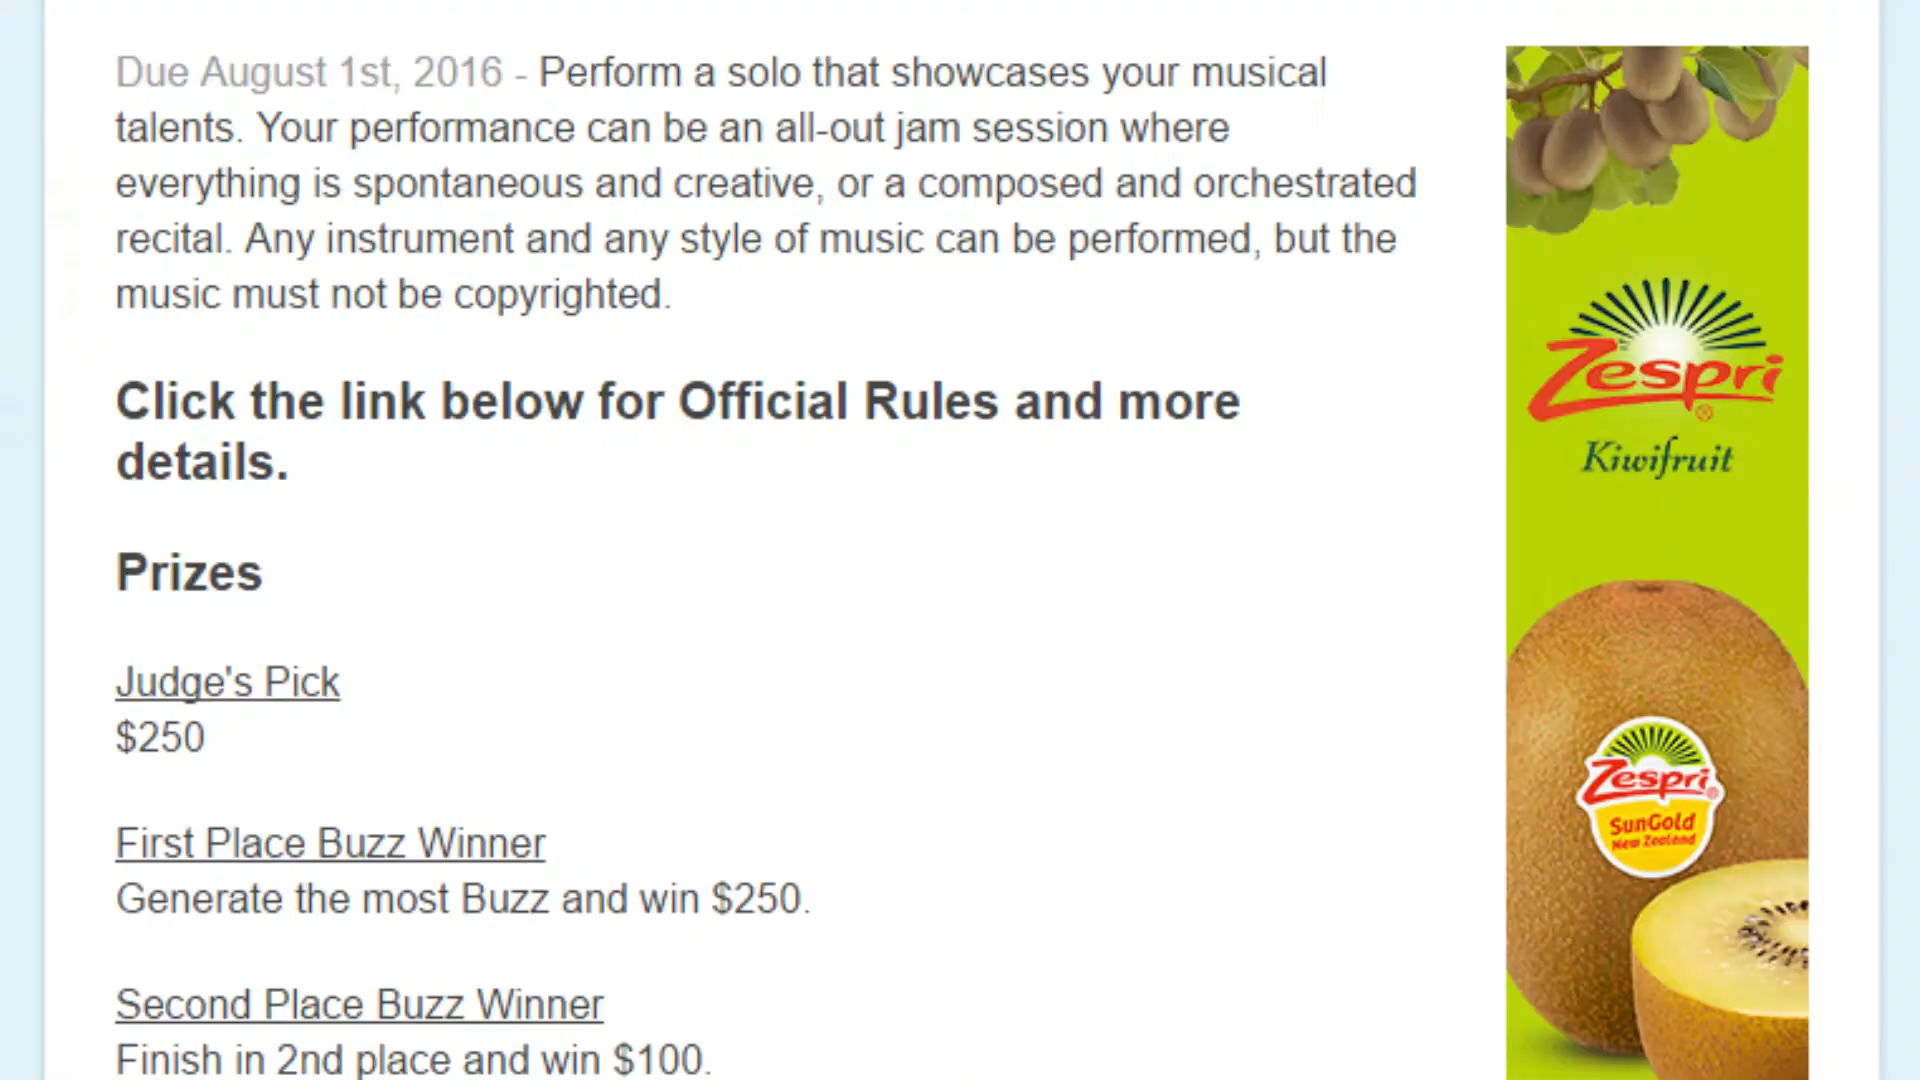 Due August 1st, 2016 - Perform a solo that showcases your musical
talents. Your performance can be an all-out jam session where
everything is spontaneous and creative, or a composed and orchestrated
recital. Any instrument and any style of music can be performed, but the
music must not be copyrighted.
Click the link below for Official Rules and more
details.
Prizes
Judge's Pick
$250
First Place Buzz Winner
Generate the most Buzz and win $250.
Second Place Buzz Winner
Finish in 2nd place and win $100.
Zespri®
Kiwifruit
Zespri®
SunGold
New Zealand